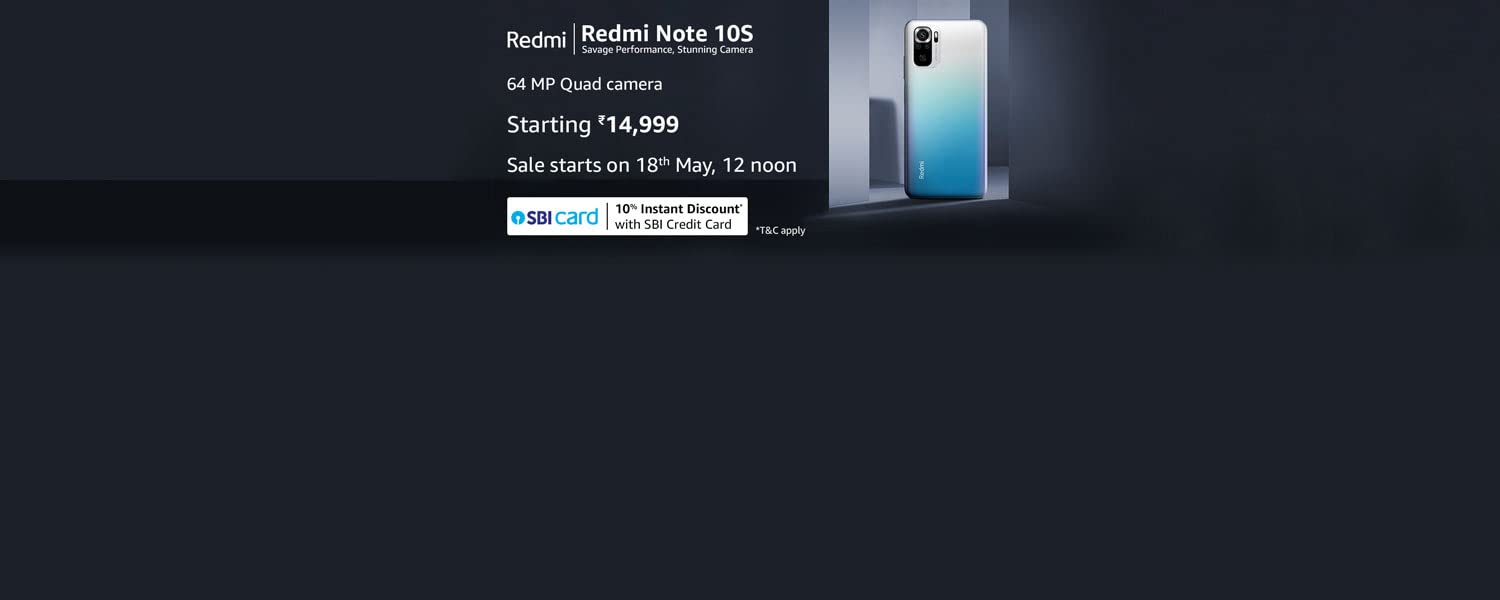 Redmi | Redmi Note 10S
Savage Performance, Stunning Camera
64 MP Quad camera
Starting ₹14,999
Sale starts on 18th May, 12 noon
SBI card | 10% Instant Discount*
with SBI Credit Card
*T&C apply
Redmi